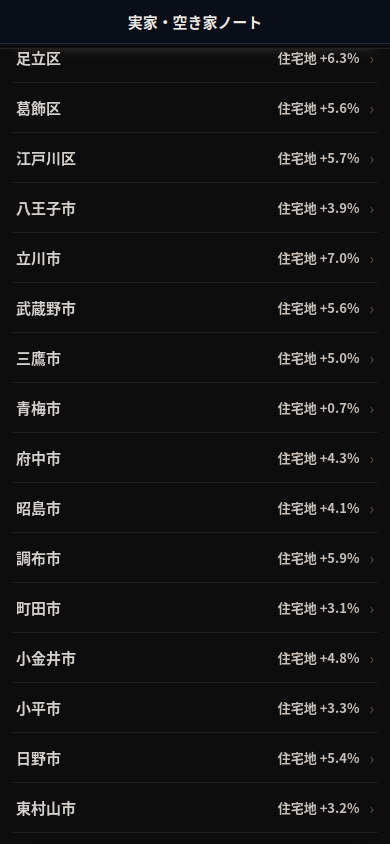 実家・空き家ノート
足立区 住宅地 +6.3% ›
葛飾区 住宅地 +5.6% ›
江戸川区 住宅地 +5.7% ›
八王子市 住宅地 +3.9% ›
立川市 住宅地 +7.0% ›
武蔵野市 住宅地 +5.6% ›
三鷹市 住宅地 +5.0% ›
青梅市 住宅地 +0.7% ›
府中市 住宅地 +4.3% ›
昭島市 住宅地 +4.1% ›
調布市 住宅地 +5.9% ›
町田市 住宅地 +3.1% ›
小金井市 住宅地 +4.8% ›
小平市 住宅地 +3.3% ›
日野市 住宅地 +5.4% ›
東村山市 住宅地 +3.2% ›